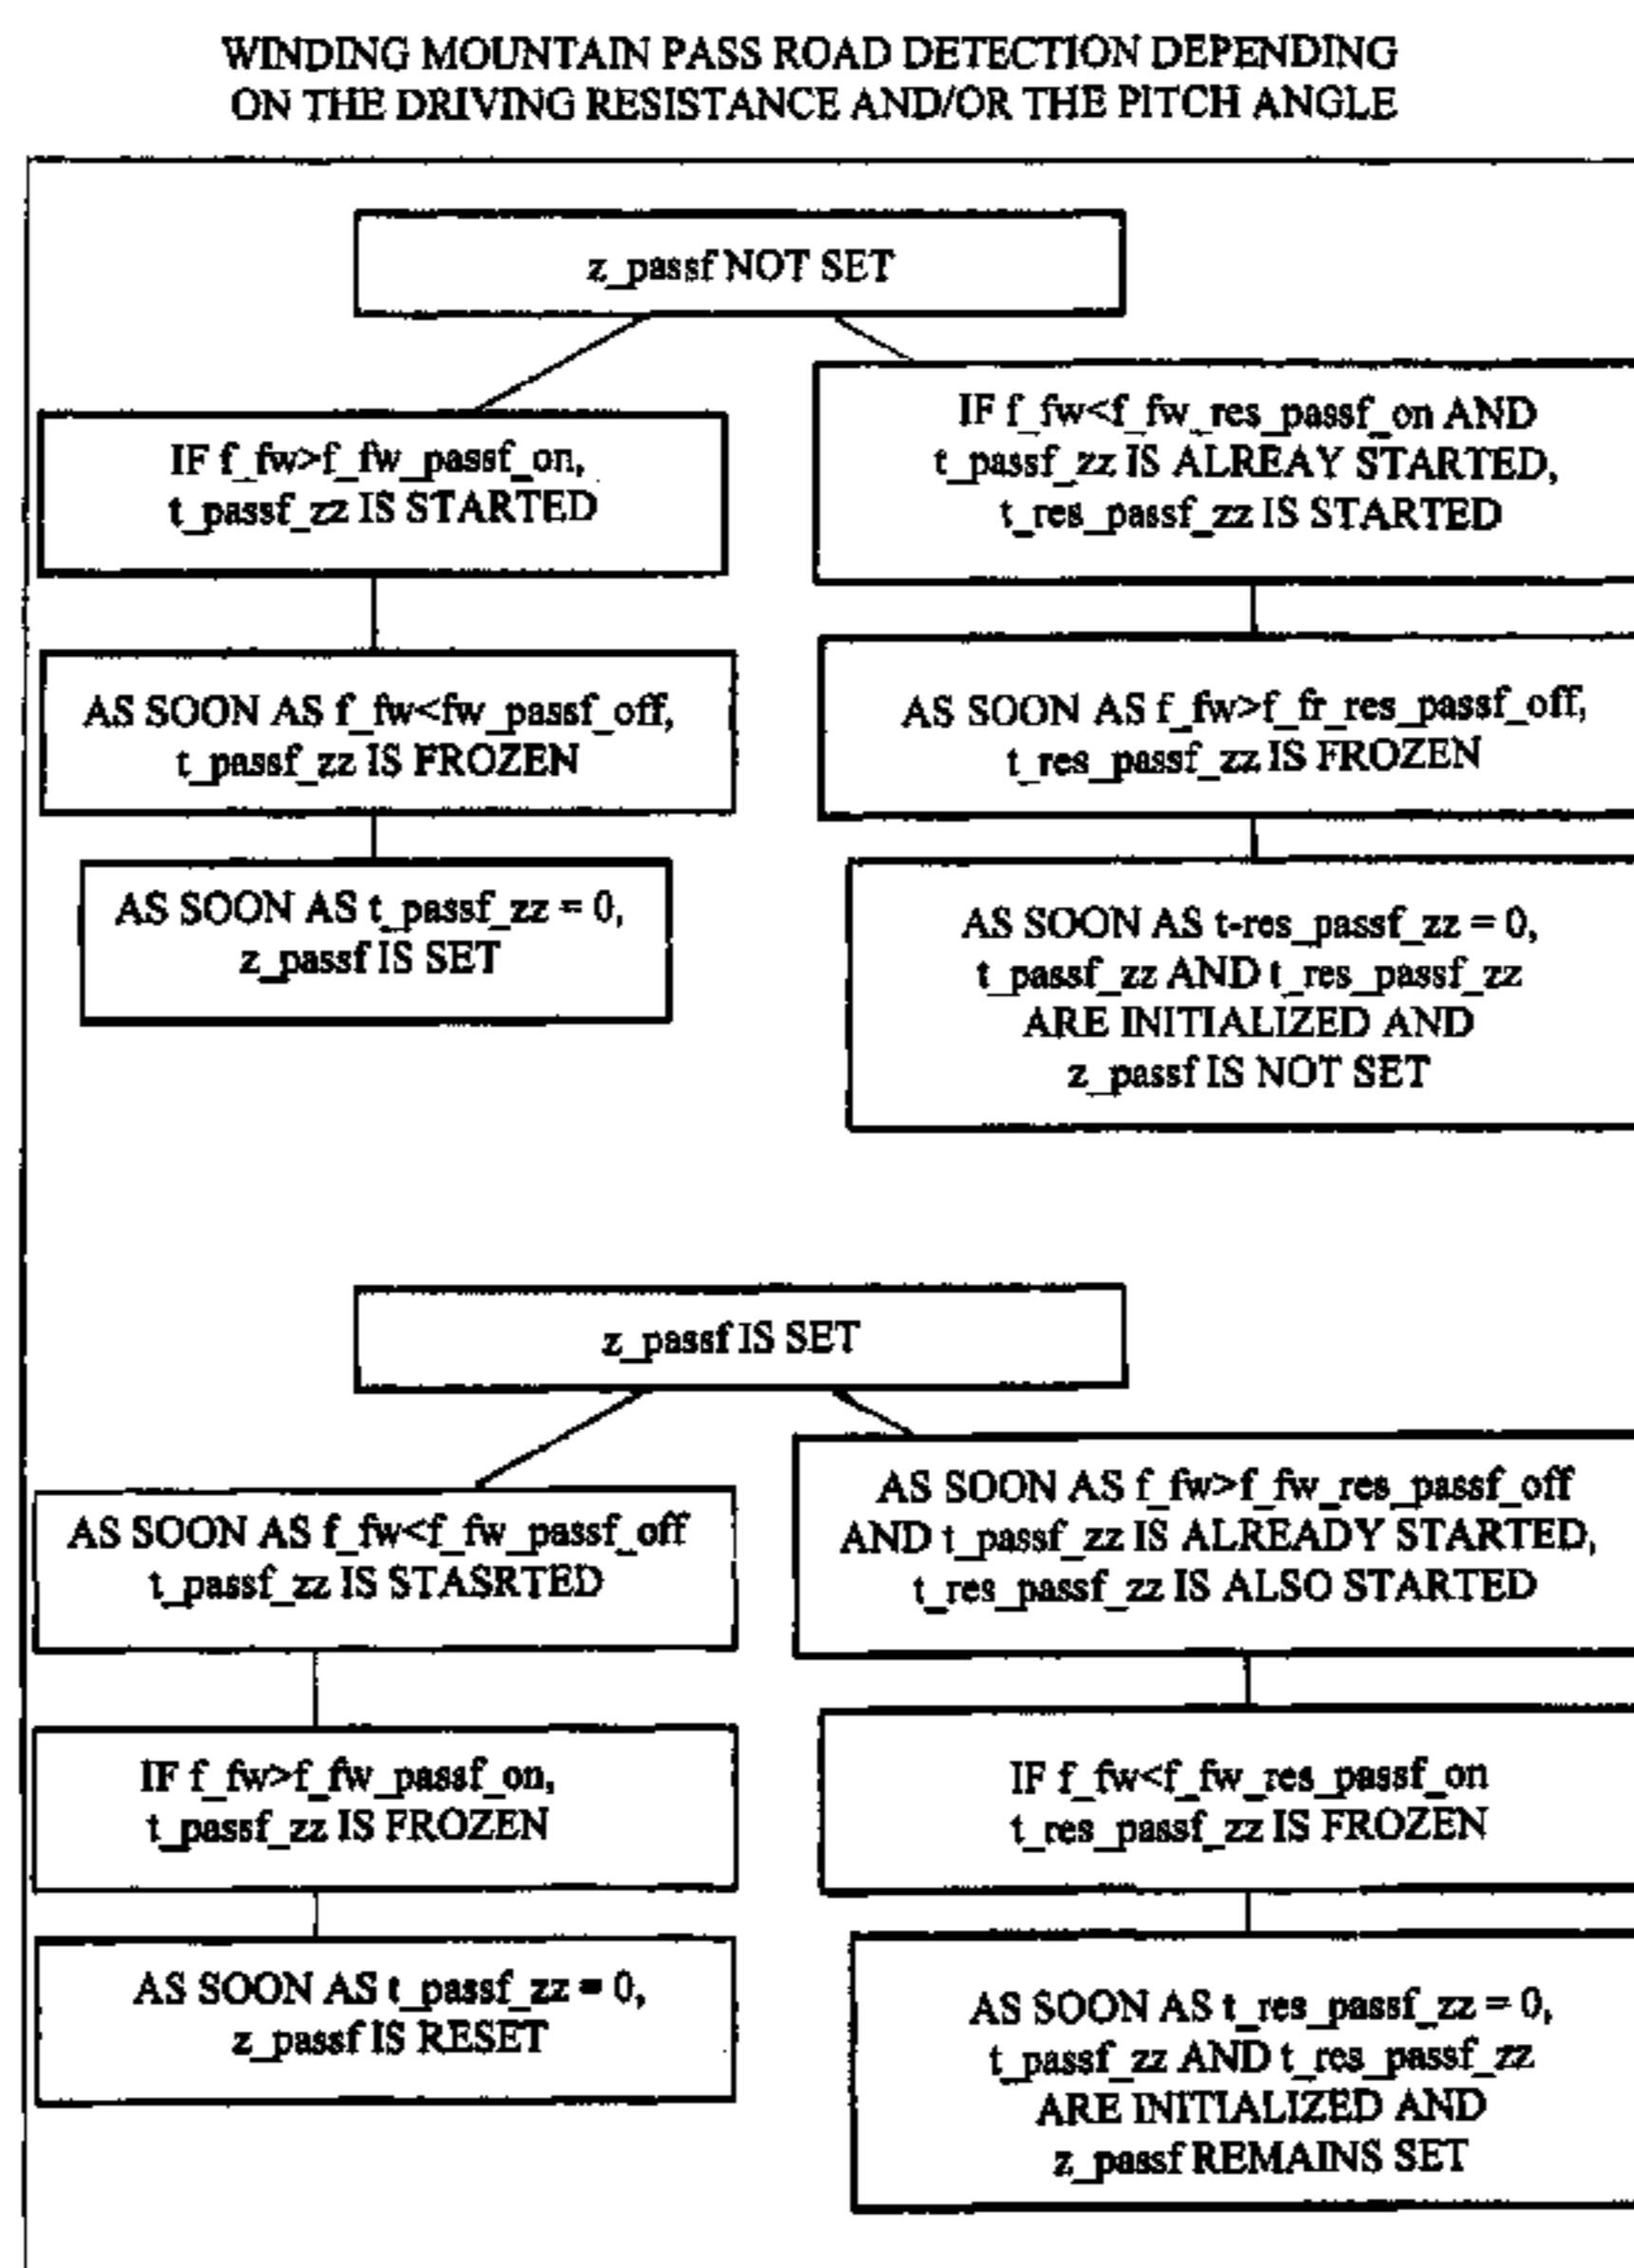 WINDING MOUNTAIN PASS ROAD DETECTION DEPENDING
ON THE DRIVING RESISTANCE AND/OR THE PITCH ANGLE
z_passf NOT SET
IF f_fw>f_fw_passf_on,
t_passf_zz IS STARTED
IF f_fw<f_fw_res_passf_on AND
t_passf_zz IS ALREAY STARTED,
t_res_passf_zz IS STARTED
AS SOON AS f_fw<fw_passf_off,
t_passf_zz IS FROZEN
AS SOON AS f_fw>f_fr_res_passf_off,
t_res_passf_zz IS FROZEN
AS SOON AS t_passf_zz = 0,
z_passf IS SET
AS SOON AS t-res_passf_zz = 0,
t_passf_zz AND t_res_passf_zz
ARE INITIALIZED AND
z_passf IS NOT SET
z_passf IS SET
AS SOON AS f_fw<f_fw_passf_off
t_passf_zz IS STASRTED
AS SOON AS f_fw>f_fw_res_passf_off
AND t_passf_zz IS ALREADY STARTED,
t_res_passf_zz IS ALSO STARTED
IF f_fw>f_fw_passf_on,
t_passf_zz IS FROZEN
IF f_fw<f_fw_res_passf_on
t_res_passf_zz IS FROZEN
AS SOON AS t_passf_zz = 0,
z_passf IS RESET
AS SOON AS t_res_passf_zz = 0,
t_passf_zz AND t_res_passf_zz
ARE INITIALIZED AND
z_passf REMAINS SET